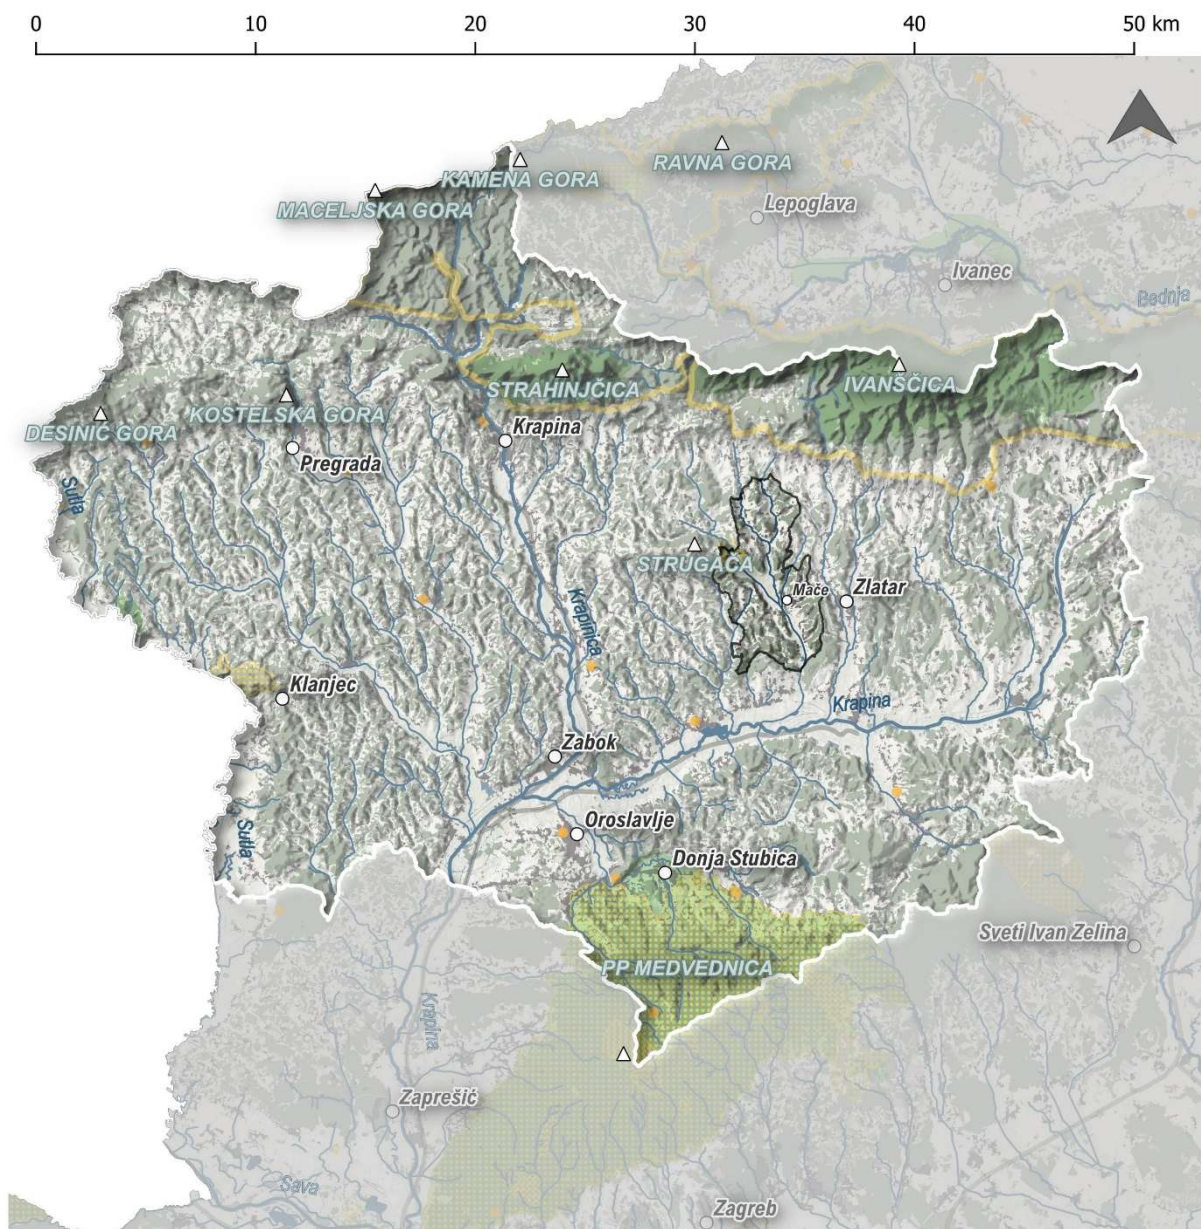 0 10 20 30 40 50 km
RAVNA GORA
KAMENA GORA
MACELJSKA GORA
Lepoglava
Ivanec
Bednja
STRAHINJČICA
IVANŠČICA
KOSTELSKA GORA
DESINIĆ GORA
Krapina
Pregrada
Sutla
STRUGAČA
Mače
Zlatar
Krapinica
Klanjec
Krapina
Zabok
Oroslavlje
Sutla
Donja Stubica
Sveti Ivan Zelina
PP MEDVEDNICA
Krapina
Zaprešić
Sava
Zagreb